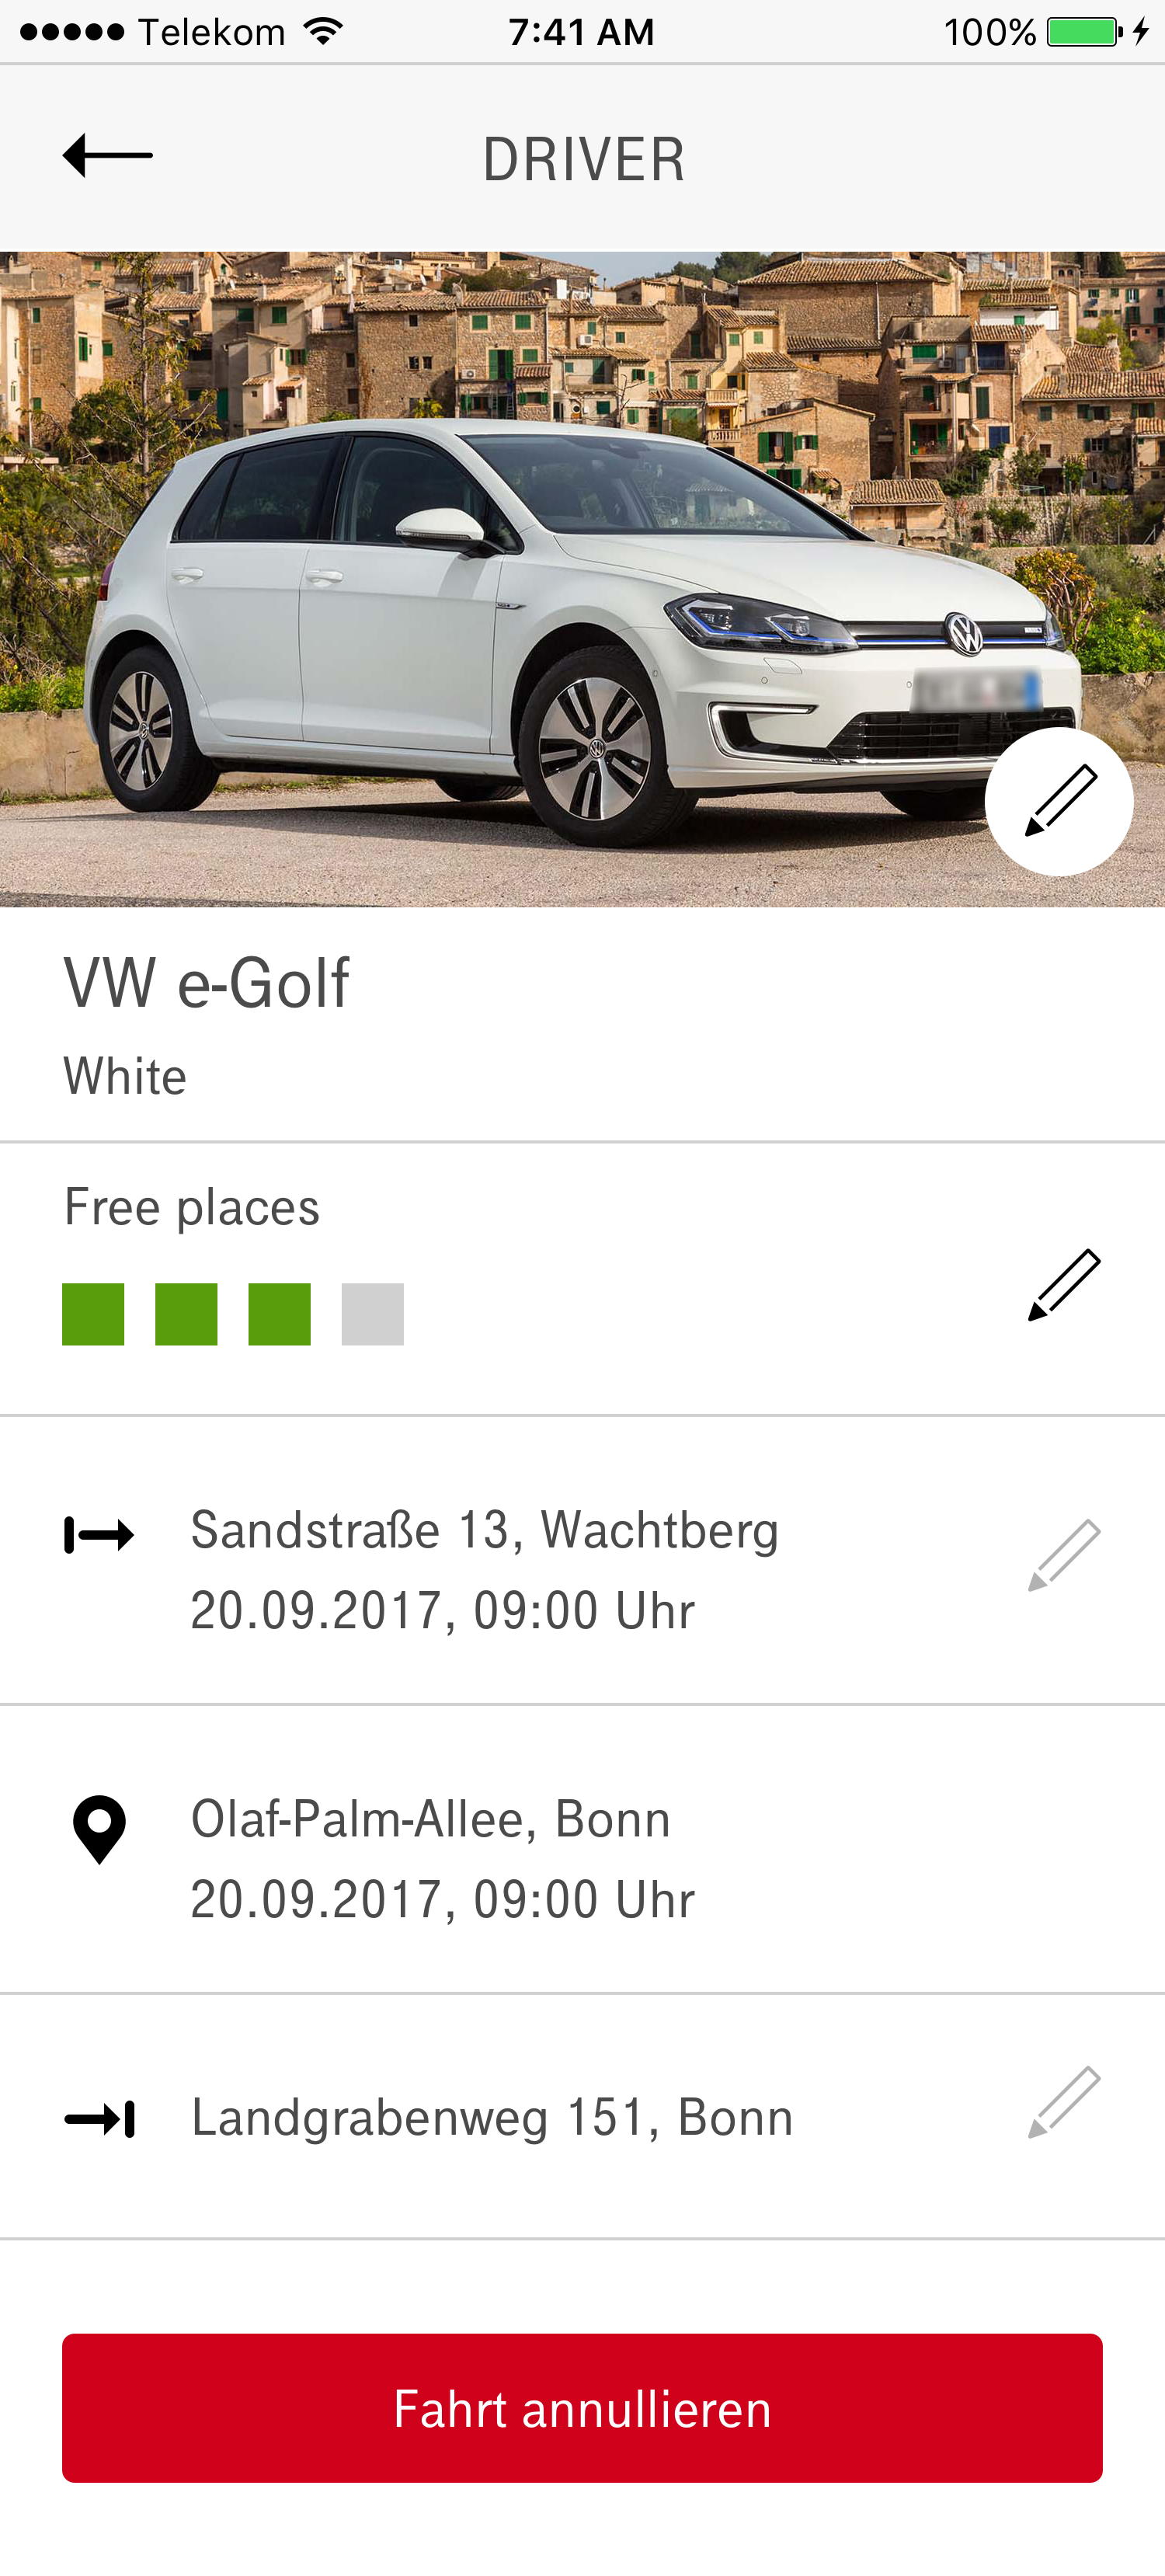 Telekom 7:41 AM 100%
DRIVER
VW e-Golf
White
Free places
Sandstraße 13, Wachtberg
20.09.2017, 09:00 Uhr
Olaf-Palm-Allee, Bonn
20.09.2017, 09:00 Uhr
Landgrabenweg 151, Bonn
Fahrt annullieren